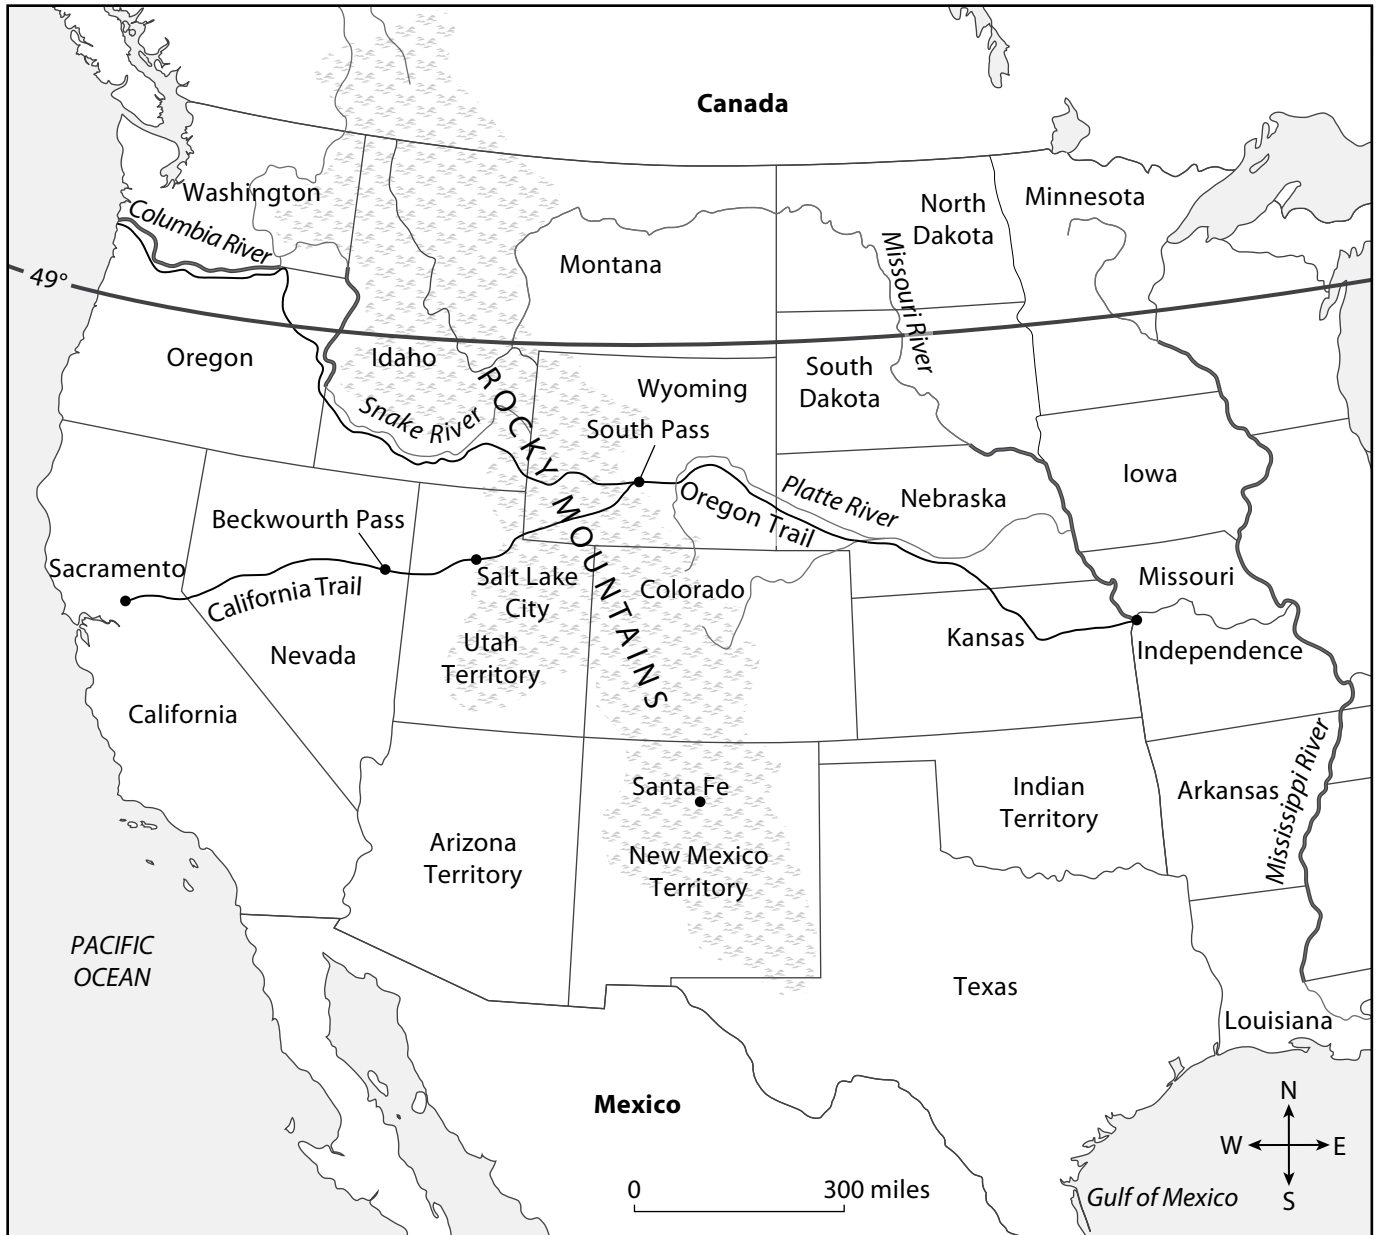 Canada
Washington
Columbia River
North
Dakota
Minnesota
Missouri River
Montana
49°
Oregon
Idaho
South
Dakota
Wyoming
Snake River
ROCKY MOUNTAINS
South Pass
Iowa
Platte River
Nebraska
Oregon Trail
Beckwourth Pass
Sacramento
California Trail
Salt Lake
City
Colorado
Missouri
Utah
Territory
Nevada
Kansas
Independence
California
Mississippi River
Santa Fe
Indian
Territory
Arkansas
Arizona
Territory
New Mexico
Territory
PACIFIC
OCEAN
Texas
Louisiana
Mexico
N
W
E
S
0
300 miles
Gulf of Mexico